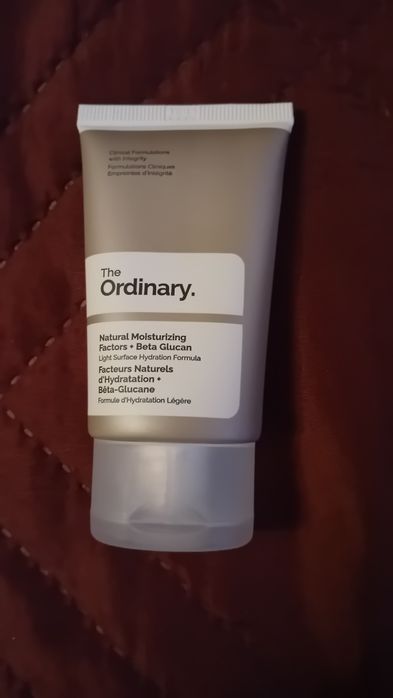 Clinical Formulations
with Integrity.
Formulations Cliniques
Empreintes d'Intégrité.
The
Ordinary.
Natural Moisturizing
Factors + Beta Glucan
Light Surface Hydration Formula
Facteurs Naturels
d'Hydratation +
Bêta-Glucane
Formule d'Hydratation Légère